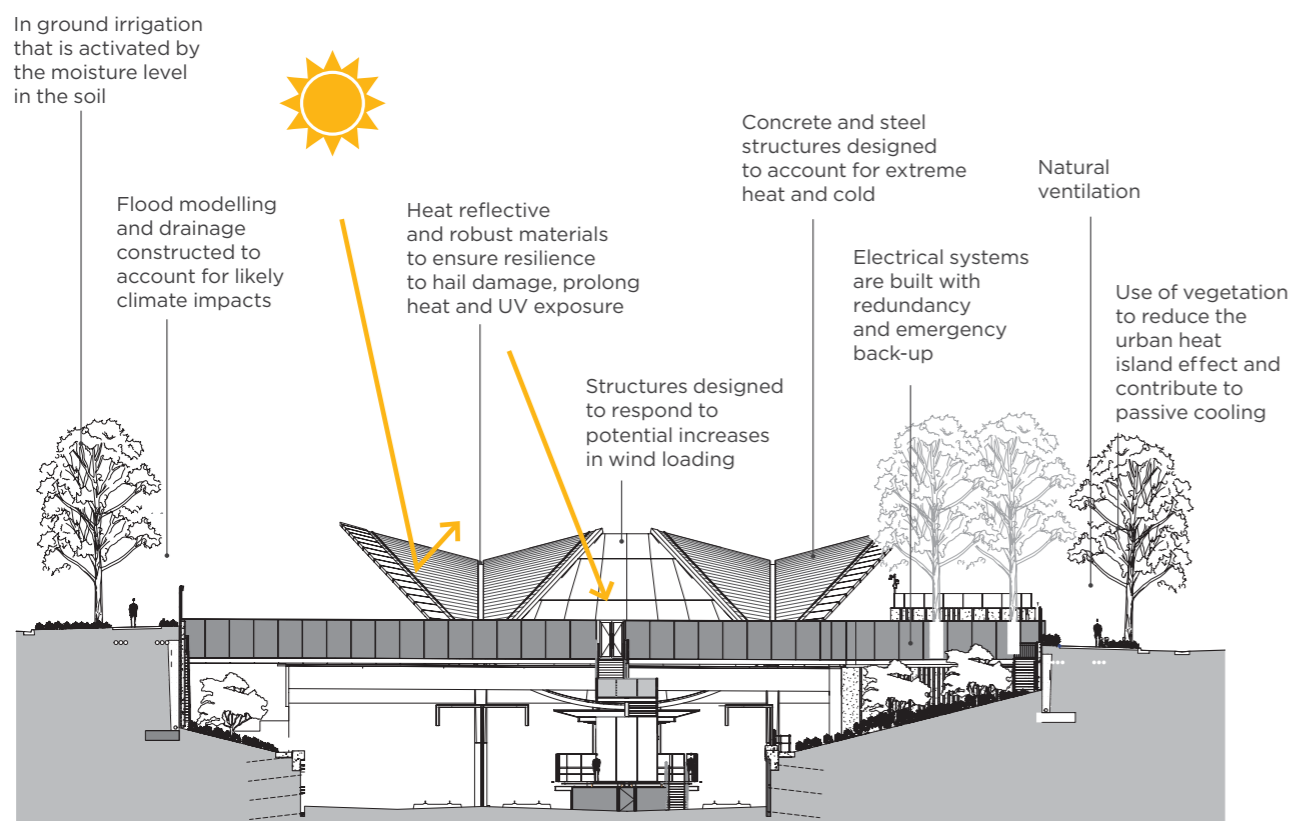 In ground irrigation
that is activated by
the moisture level
in the soil
Flood modelling
and drainage
constructed to
account for likely
climate impacts
Heat reflective
and robust materials
to ensure resilience
to hail damage, prolong
heat and UV exposure
Structures designed
to respond to
potential increases
in wind loading
Concrete and steel
structures designed
to account for extreme
heat and cold
Electrical systems
are built with
redundancy
and emergency
back-up
Natural
ventilation
Use of vegetation
to reduce the
urban heat
island effect and
contribute to
passive cooling